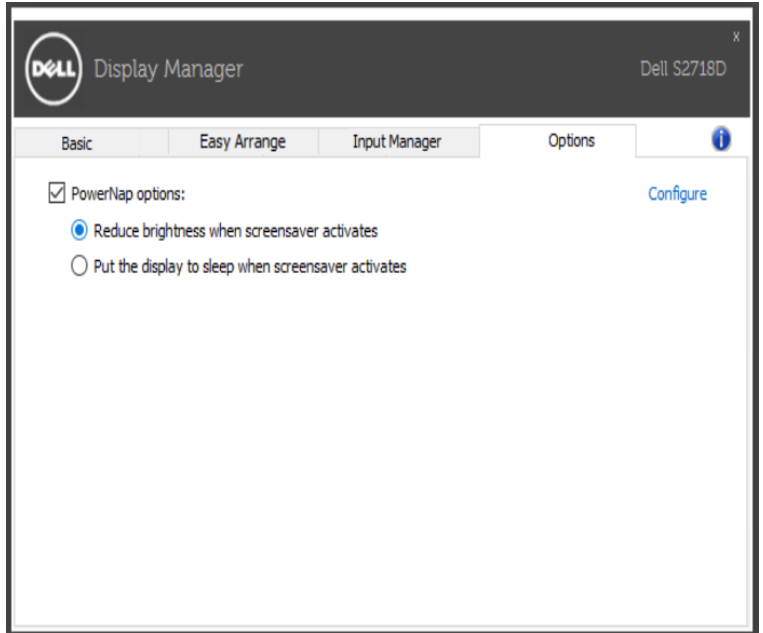 x
DELL Display Manager Dell S2718D
Basic Easy Arrange Input Manager Options i
PowerNap options: Configure
Reduce brightness when screensaver activates
Put the display to sleep when screensaver activates